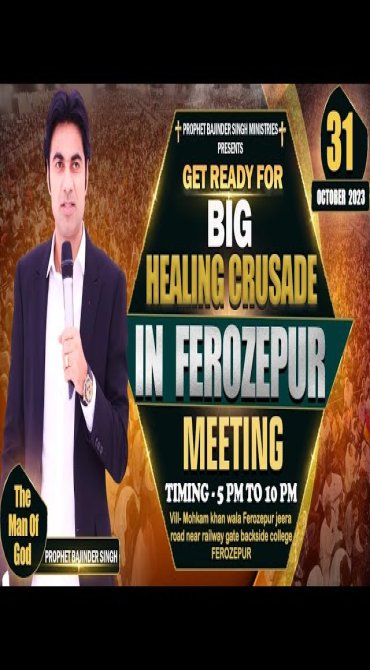 PROPHET BAJINDER SINGH MINISTRIES
PRESENTS
GET READY FOR
BIG
HEALING CRUSADE
IN FEROZEPUR
MEETING
TIMING - 5 PM TO 10 PM
Vill- Mohkam khan wala Ferozepur jeera
road near railway gate backside college
FEROZEPUR
31
OCTOBER 2023
The
Man Of
God
PROPHET BAJINDER SINGH